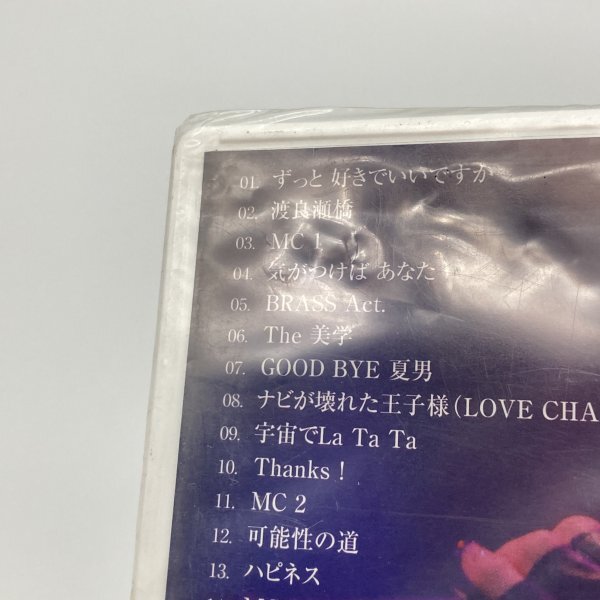 01. ずっと 好きでいいですか
02. 渡良瀬橋
03. MC 1
04. 気がつけば あなた
05. BRASS Act.
06. The 美学
07. GOOD BYE 夏男
08. ナビが壊れた王子様(LOVE CHA
09. 宇宙でLa Ta Ta
10. Thanks !
11. MC 2
12. 可能性の道
13. ハピネス